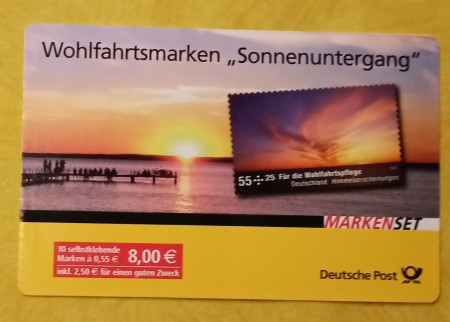 Wohlfahrtsmarken „Sonnenuntergang“
55+25 Für die Wohlfahrtspflege
Deutschland Himmelserscheinungen
MARKENSET
10 selbstklebende
Marken à 0,55 € 8,00 €
inkl. 2,50 € für einen guten Zweck
Deutsche Post